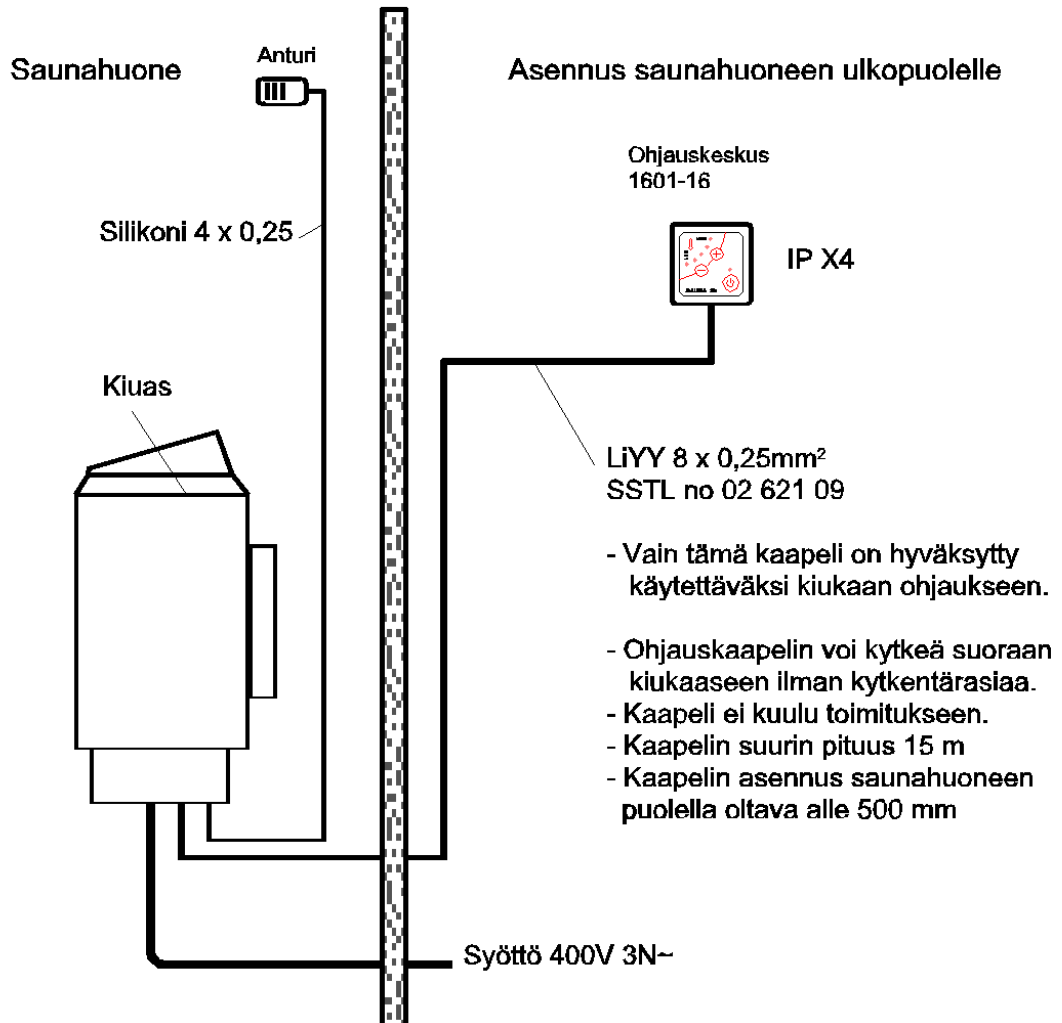 Saunahuone
Anturi
Asennus saunahuoneen ulkopuolelle
Ohjauskeskus
1601-16
IP X4
Silikoni 4 x 0,25
Kiuas
LiYY 8 x 0,25mm²
SSTL no 02 621 09
- Vain tämä kaapeli on hyväksytty
käytettäväksi kiukaan ohjaukseen.
- Ohjauskaapelin voi kytkeä suoraan
kiukaaseen ilman kytkentärasiaa.
- Kaapeli ei kuulu toimitukseen.
- Kaapelin suurin pituus 15 m
- Kaapelin asennus saunahuoneen
puolella oltava alle 500 mm
Syöttö 400V 3N~